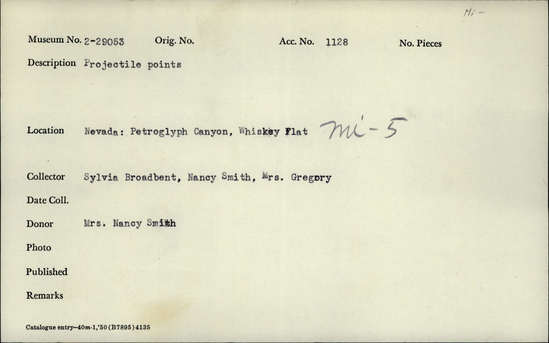 Mi-
Museum No. 2-29053 Orig. No. Acc. No. 1128 No. Pieces
Description Projectile points
Location Nevada: Petroglyph Canyon, Whiskey Flat Mi-5
Collector Sylvia Broadbent, Nancy Smith, Mrs. Gregory
Date Coll.
Donor Mrs. Nancy Smith
Photo
Published
Remarks
Catalogue entry—40m-1,'50 (B7895) 4135